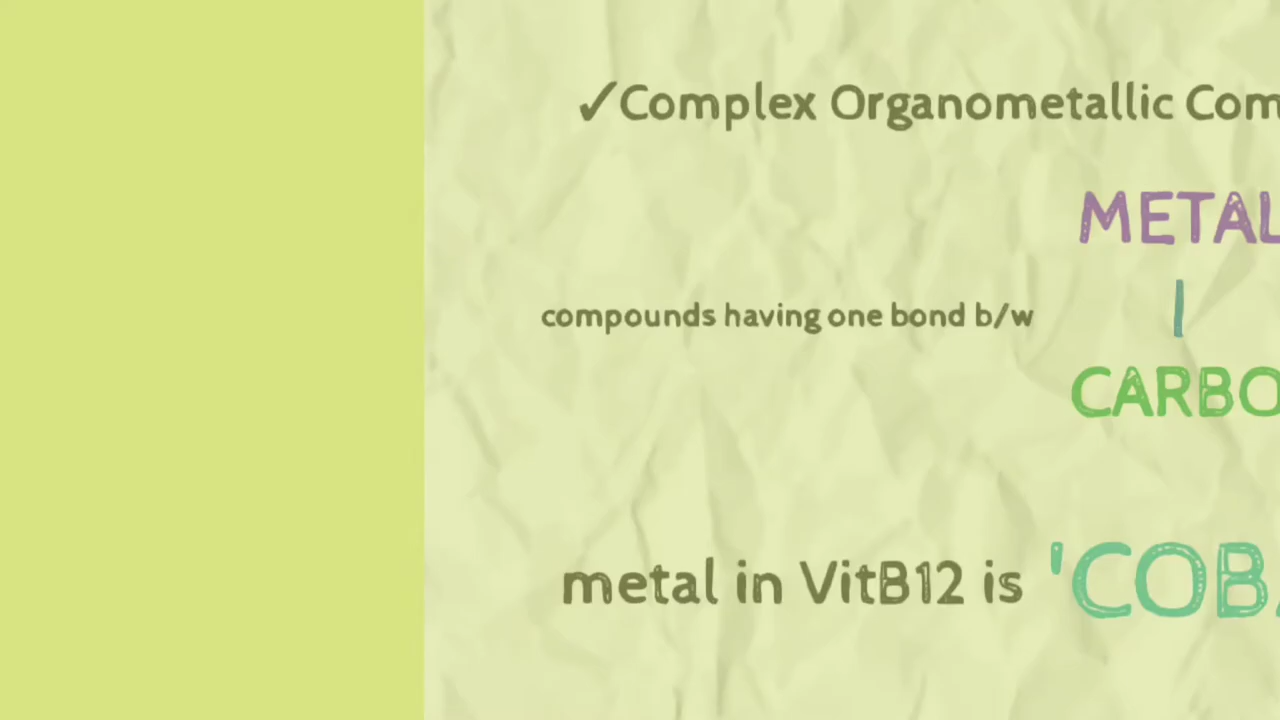 ✓Complex Organometallic Com
METAL
compounds having one bond b/w
CARBO
metal in VitB12 is 'COB